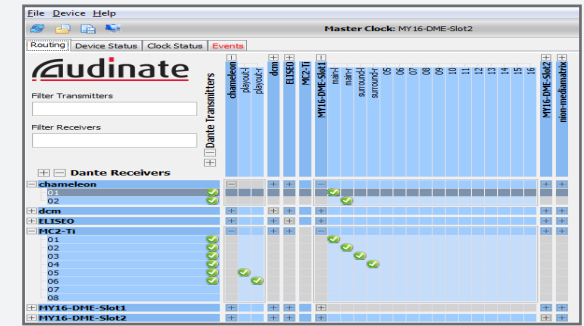 File Device Help
Master Clock: MY16-DME-Slot2
Routing Device Status Clock Status Events
Audinate
Filter Transmitters
Filter Receivers
Dante Receivers
Dante Transmitters
chameleon
playout-l
playout-r
dcm
ELISEO
MC2-Ti
MY16-DME-Slot1
main-l
main-r
surround-l
surround-r
05
07
08
09
10
11
12
13
14
15
16
MY16-DME-Slot2
nion-mediamatrix
chameleon
01
02
dcm
ELISEO
MC2-Ti
01
02
03
04
05
06
07
08
MY16-DME-Slot1
MY16-DME-Slot2